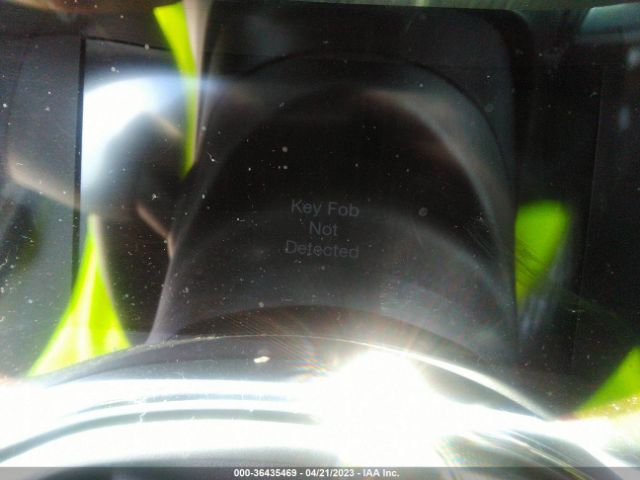 Key Fob
Not
Detected
000-36435469 - 04/21/2023 - IAA Inc.